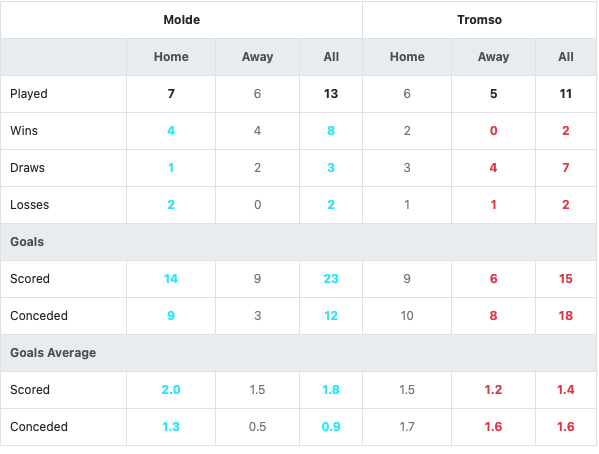 Molde Tromso
Home Away All Home Away All
Played 7 6 13 6 5 11
Wins 4 4 8 2 0 2
Draws 1 2 3 3 4 7
Losses 2 0 2 1 1 2
Goals
Scored 14 9 23 9 6 15
Conceded 9 3 12 10 8 18
Goals Average
Scored 2.0 1.5 1.8 1.5 1.2 1.4
Conceded 1.3 0.5 0.9 1.7 1.6 1.6